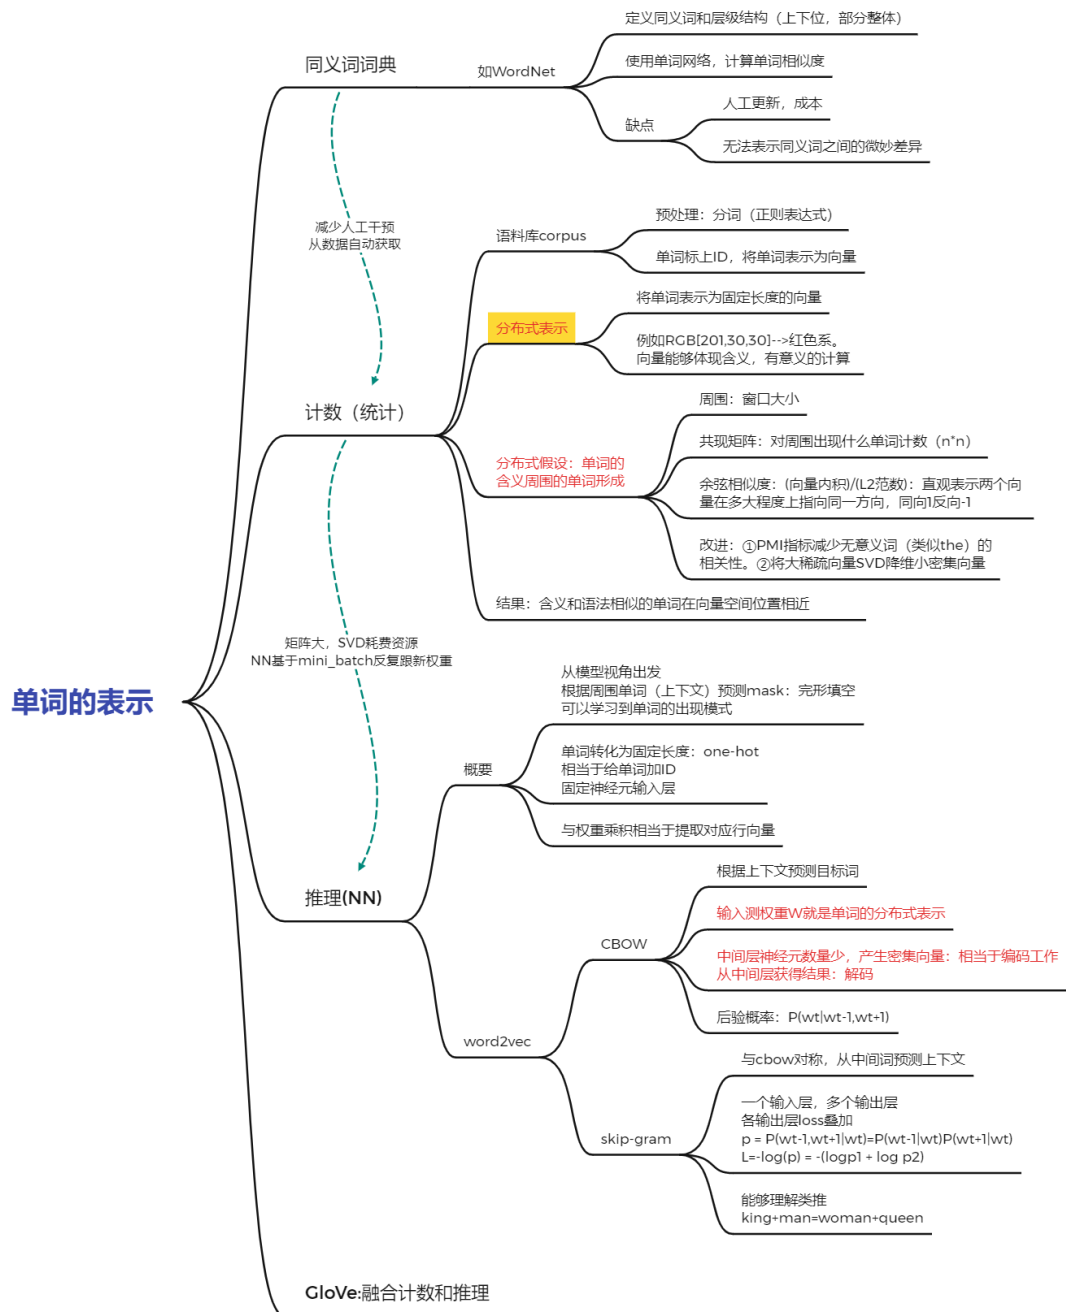 单词的表示
同义词词典
如WordNet
定义同义词和层级结构（上下位，部分整体）
使用单词网络，计算单词相似度
缺点
人工更新，成本
无法表示同义词之间的微妙差异
减少人工干预
从数据自动获取
计数（统计）
语料库corpus
预处理：分词（正则表达式）
单词标上ID，将单词表示为向量
分布式表示
将单词表示为固定长度的向量
例如RGB[201,30,30]-->红色系。
向量能够体现含义，有意义的计算
分布式假设：单词的
含义周围的单词形成
周围：窗口大小
共现矩阵：对周围出现什么单词计数（n*n）
余弦相似度：(向量内积)/(L2范数)：直观表示两个向
量在多大程度上指向同一方向，同向1反向-1
改进：①PMI指标减少无意义词（类似the）的
相关性。②将大稀疏向量SVD降维小密集向量
结果：含义和语法相似的单词在向量空间位置相近
矩阵大，SVD耗费资源
NN基于mini_batch反复跟新权重
推理(NN)
概要
从模型视角出发
根据周围单词（上下文）预测mask：完形填空
可以学习到单词的出现模式
单词转化为固定长度：one-hot
相当于给单词加ID
固定神经元输入层
与权重乘积相当于提取对应行向量
word2vec
CBOW
根据上下文预测目标词
输入测权重W就是单词的分布式表示
中间层神经元数量少，产生密集向量：相当于编码工作
从中间层获得结果：解码
后验概率：P(wt|wt-1,wt+1)
skip-gram
与cbow对称，从中间词预测上下文
一个输入层，多个输出层
各输出层loss叠加
p = P(wt-1,wt+1|wt)=P(wt-1|wt)P(wt+1|wt)
L=-log(p) = -(logp1 + log p2)
能够理解类推
king+man=woman+queen
GloVe:融合计数和推理